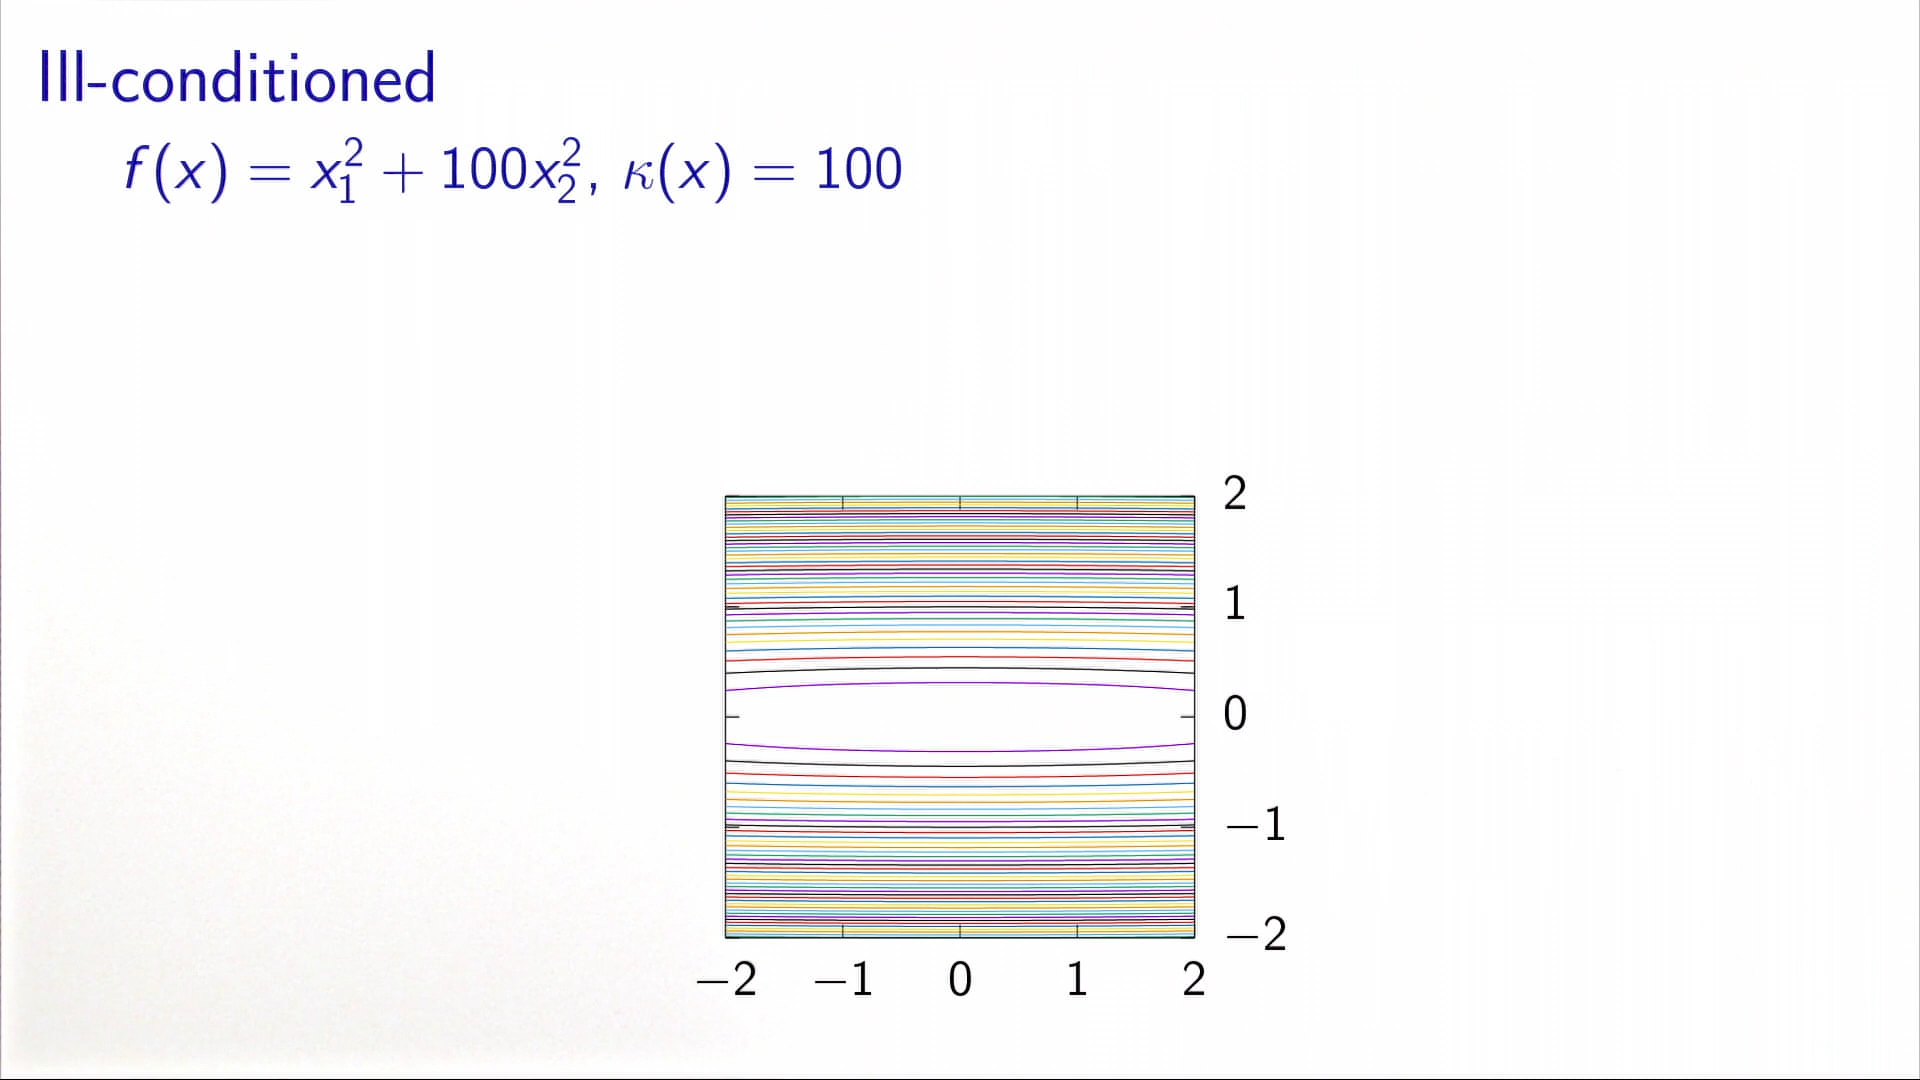 Ill-conditioned
f(x) = x₁² + 100x₂², κ(x) = 100
2
1
0
−1
−2
−2 −1 0 1 2